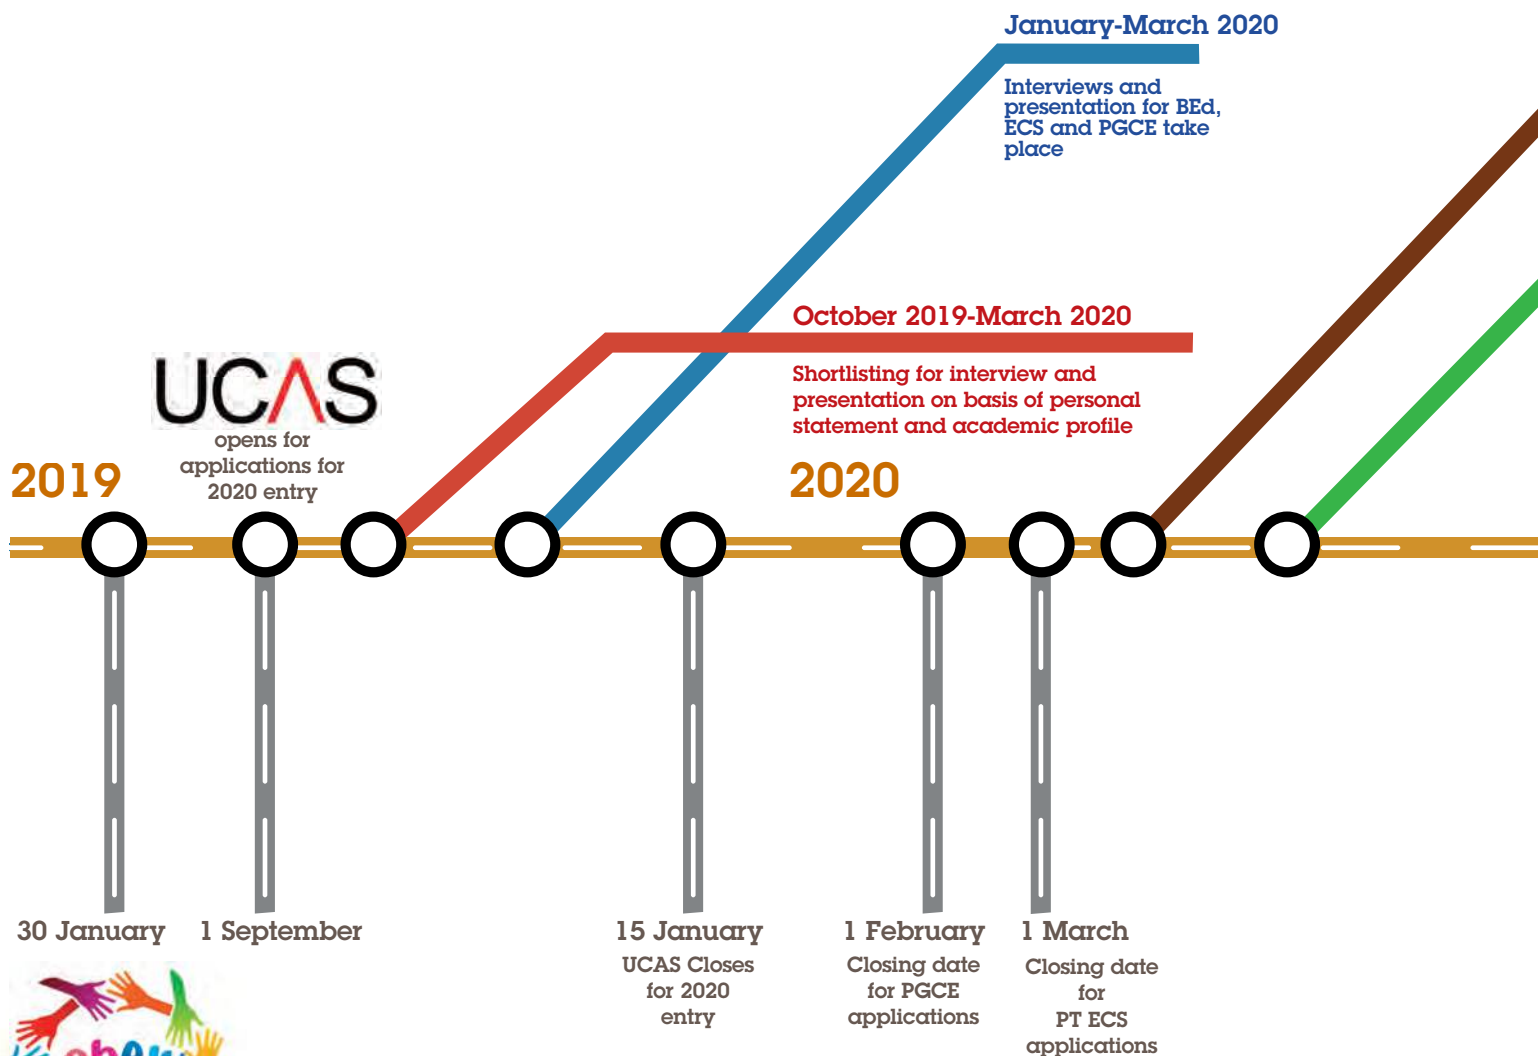 January-March 2020
Interviews and
presentation for BEd,
ECS and PGCE take
place
October 2019-March 2020
Shortlisting for interview and
presentation on basis of personal
statement and academic profile
UCAS
opens for
applications for
2020 entry
2019
2020
30 January
1 September
15 January
UCAS Closes
for 2020
entry
1 February
Closing date
for PGCE
applications
1 March
Closing date
for
PT ECS
applications